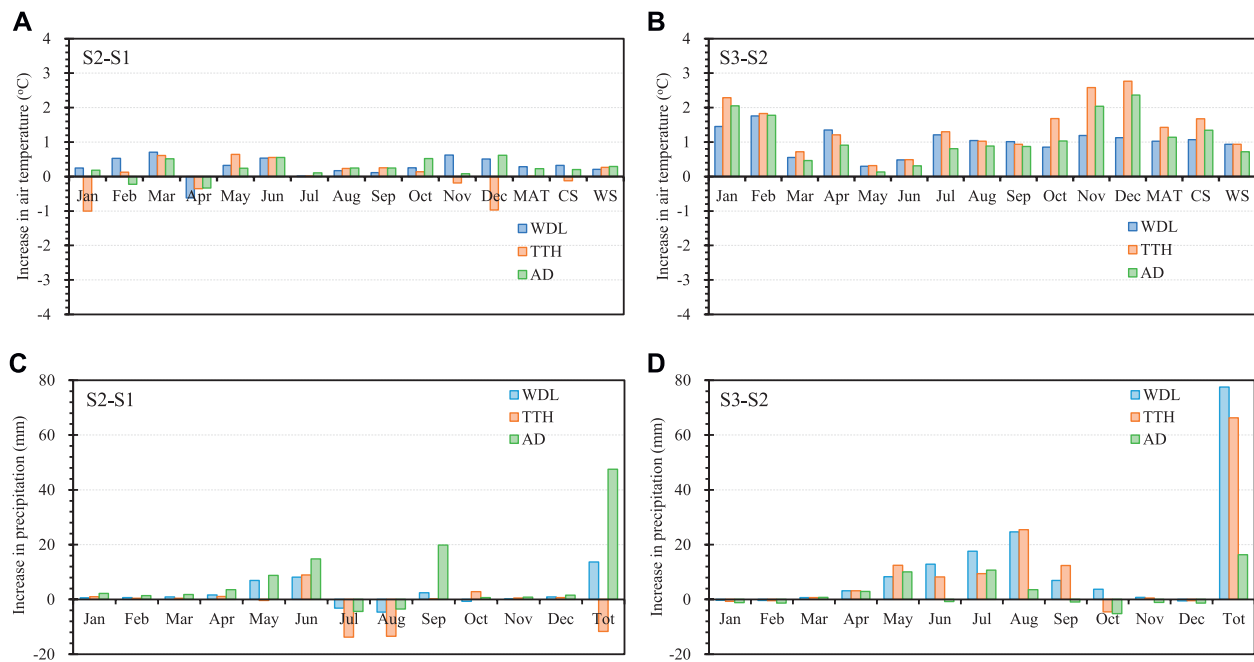 A
S2-S1
Increase in air temperature (°C)
4
3
2
1
0
-1
-2
-3
-4
Jan Feb Mar Apr May Jun Jul Aug Sep Oct Nov Dec MAT CS WS
WDL
TTH
AD
B
S3-S2
Increase in air temperature (°C)
4
3
2
1
0
-1
-2
-3
-4
Jan Feb Mar Apr May Jun Jul Aug Sep Oct Nov Dec MAT CS WS
WDL
TTH
AD
C
S2-S1
Increase in precipitation (mm)
80
60
40
20
0
-20
Jan Feb Mar Apr May Jun Jul Aug Sep Oct Nov Dec Tot
WDL
TTH
AD
D
S3-S2
Increase in precipitation (mm)
80
60
40
20
0
-20
Jan Feb Mar Apr May Jun Jul Aug Sep Oct Nov Dec Tot
WDL
TTH
AD